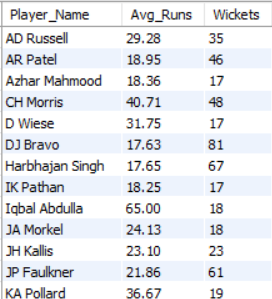 Player_Name Avg_Runs Wickets
AD Russell 29.28 35
AR Patel 18.95 46
Azhar Mahmood 18.36 17
CH Morris 40.71 48
D Wiese 31.75 17
DJ Bravo 17.63 81
Harbhajan Singh 17.65 67
IK Pathan 18.25 17
Iqbal Abdulla 65.00 18
JA Morkel 24.13 18
JH Kallis 23.10 23
JP Faulkner 21.86 61
KA Pollard 36.67 19